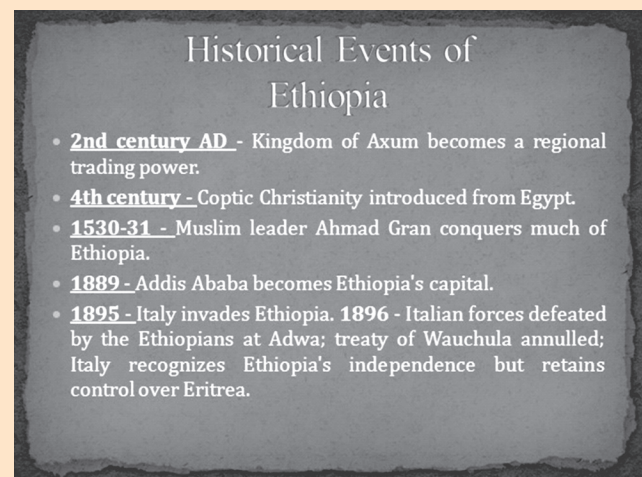 Historical Events of
Ethiopia
• 2nd century AD - Kingdom of Axum becomes a regional
trading power.
• 4th century - Coptic Christianity introduced from Egypt.
• 1530-31 - Muslim leader Ahmad Gran conquers much of
Ethiopia.
• 1889 - Addis Ababa becomes Ethiopia's capital.
• 1895 - Italy invades Ethiopia. 1896 - Italian forces defeated
by the Ethiopians at Adwa; treaty of Wauchula annulled;
Italy recognizes Ethiopia's independence but retains
control over Eritrea.